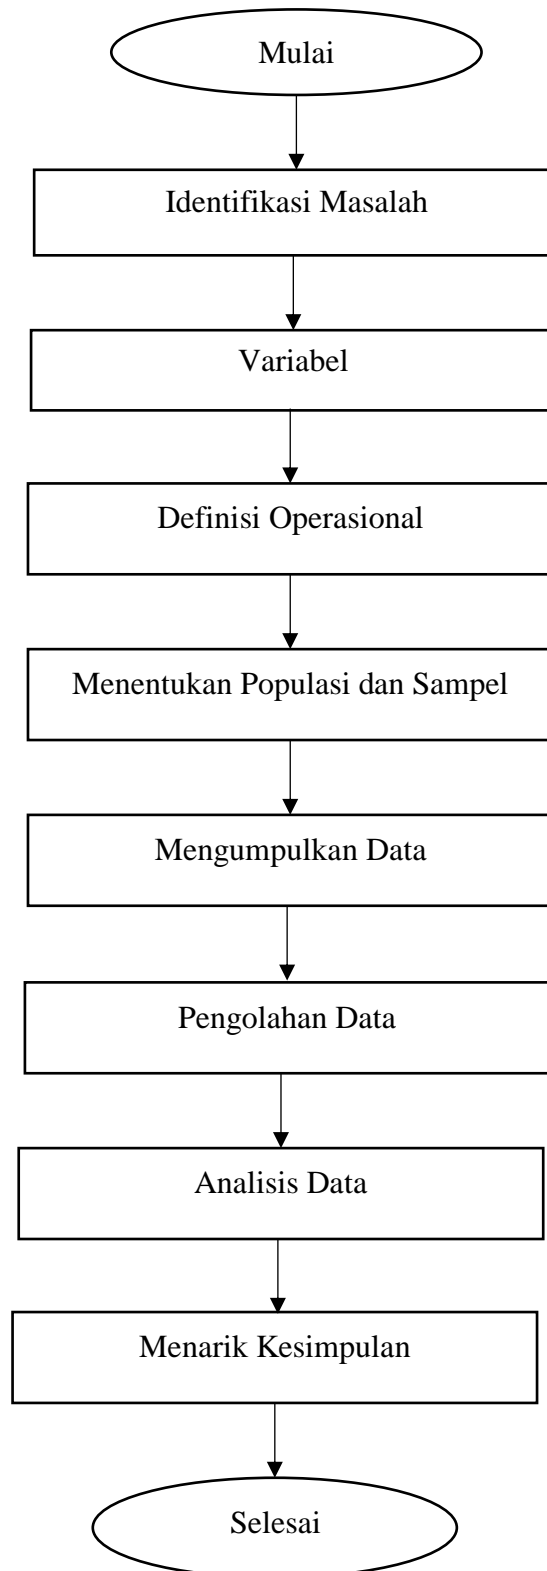 Mulai
Identifikasi Masalah
Variabel
Definisi Operasional
Menentukan Populasi dan Sampel
Mengumpulkan Data
Pengolahan Data
Analisis Data
Menarik Kesimpulan
Selesai